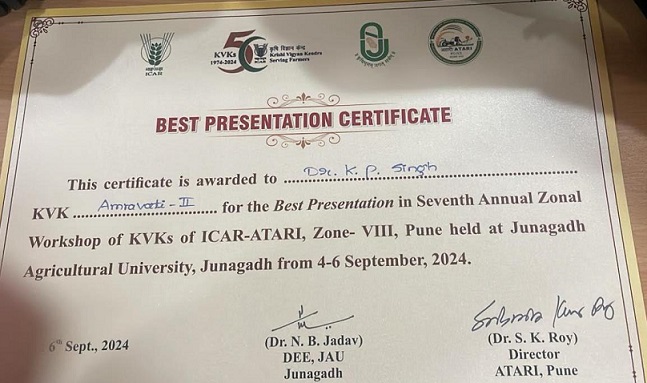 ICAR
KVKs
50
1974-2024
कृषि विज्ञान केन्द्र
Krishi Vigyan Kendra
Serving Farmers
ATARI
BEST PRESENTATION CERTIFICATE
This certificate is awarded to Dr. K. P. Singh
KVK Amravati - II for the Best Presentation in Seventh Annual Zonal
Workshop of KVKs of ICAR-ATARI, Zone- VIII, Pune held at Junagadh
Agricultural University, Junagadh from 4-6 September, 2024.
6th Sept., 2024
(Dr. N. B. Jadav)
DEE, JAU
Junagadh
(Dr. S. K. Roy)
Director
ATARI, Pune